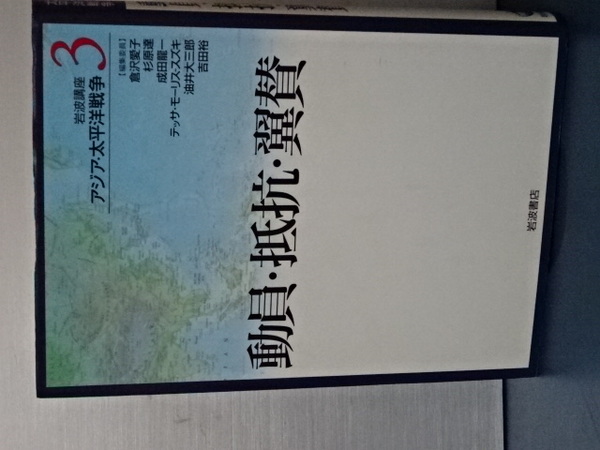 岩波講座
アジア・太平洋戦争
3
【編集委員】
倉沢愛子
杉原達
成田龍一
テッサ・モーリス-スズキ
油井大三郎
吉田裕
動員・抵抗・翼賛
岩波書店